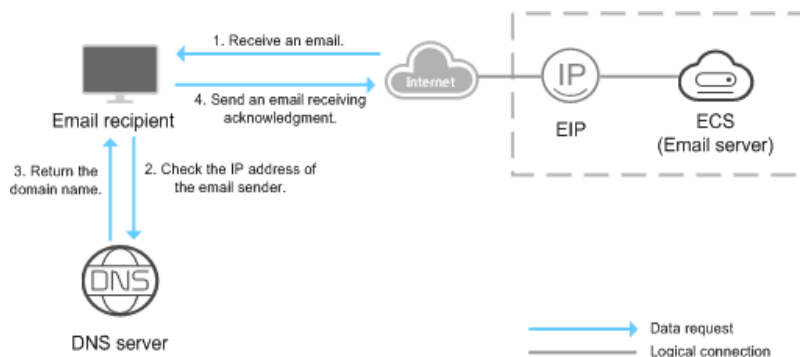 1. Receive an email.
Internet
4. Send an email receiving
acknowledgment.
Email recipient
IP
EIP
ECS
(Email server)
3. Return the
domain name.
2. Check the IP address of
the email sender.
DNS
DNS server
Data request
Logical connection